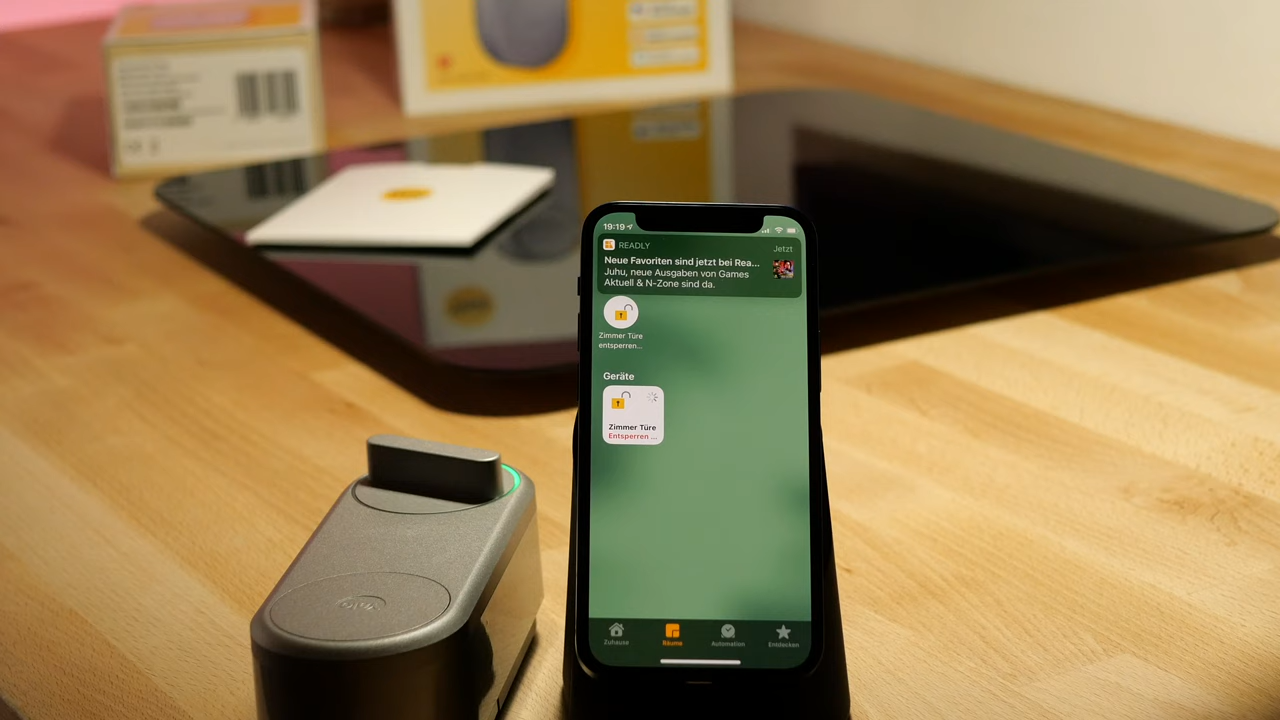 19:19
READLY
Jetzt
Neue Favoriten sind jetzt bei Rea...
Juhu, neue Ausgaben von Games
Aktuell & N-Zone sind da.
Zimmer Türe
entsperren...
Geräte
Zimmer Türe
Entsperren ...
Zuhause
Räume
Automation
Entdecken
Yale